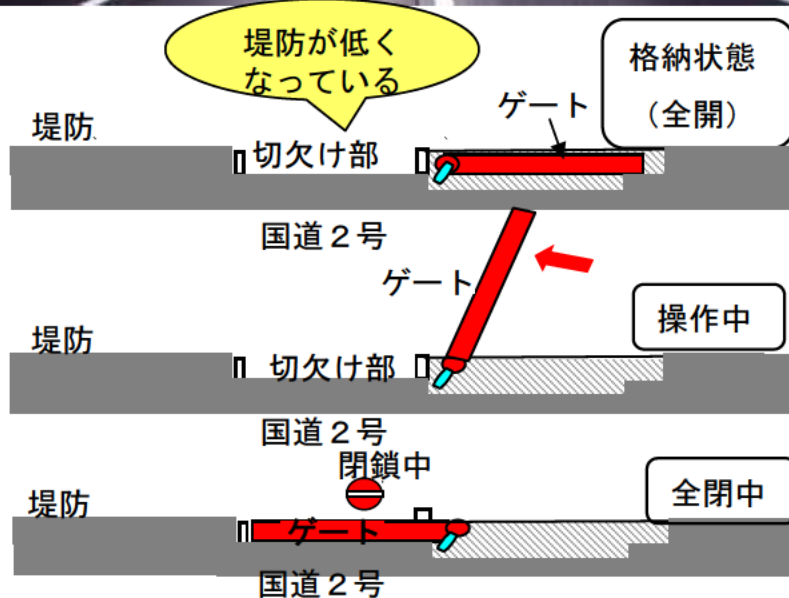 堤防が低く
なっている
格納状態
（全開）
ゲート
堤防
切欠け部
国道２号
ゲート
操作中
堤防
切欠け部
国道２号
閉鎖中
全閉中
堤防
ゲート
国道２号